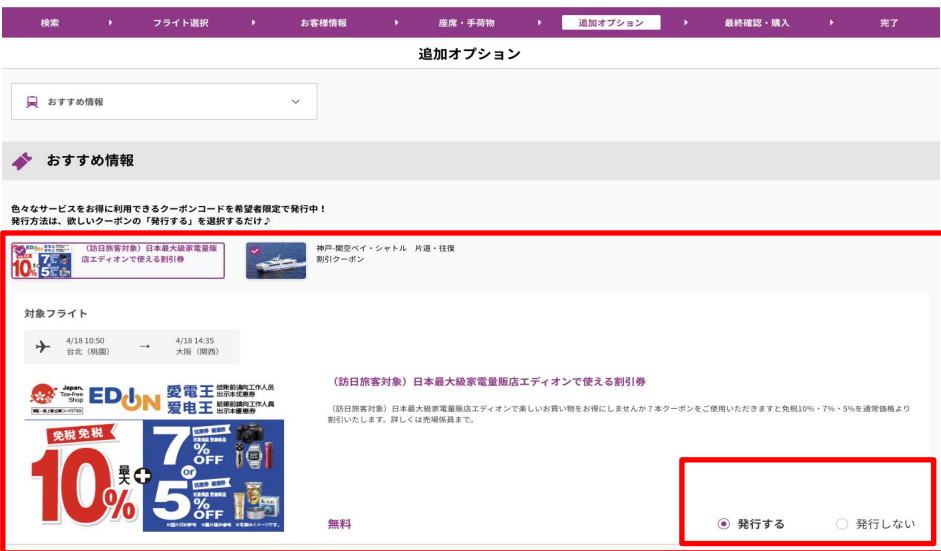 検索
フライト選択
お客様情報
座席・手荷物
追加オプション
最終確認・購入
完了
追加オプション
おすすめ情報
おすすめ情報
色々なサービスをお得に利用できるクーポンコードを希望者限定で発行中！
発行方法は、欲しいクーポンの「発行する」を選択するだけ♪
（訪日旅客対象）日本最大級家電量販
店エディオンで使える割引券
神戸-関空ベイ・シャトル 片道・往復
割引クーポン
対象フライト
4/18 10:50
台北（桃園）
→
4/18 14:35
大阪（関西）
Japan.
Tax-free
Shop
EDION
愛電王
爱电王
免税 免税
10%
最大
+
7%
OFF
or
5%
OFF
（訪日旅客対象）日本最大級家電量販店エディオンで使える割引券
（訪日旅客対象）日本最大級家電量販店エディオンで楽しいお買い物をお得にしませんか？本クーポンをご使用いただきますと免税10%・7%・5%を通常価格より
割引いたします。詳しくは売場係員まで。
無料
発行する
発行しない